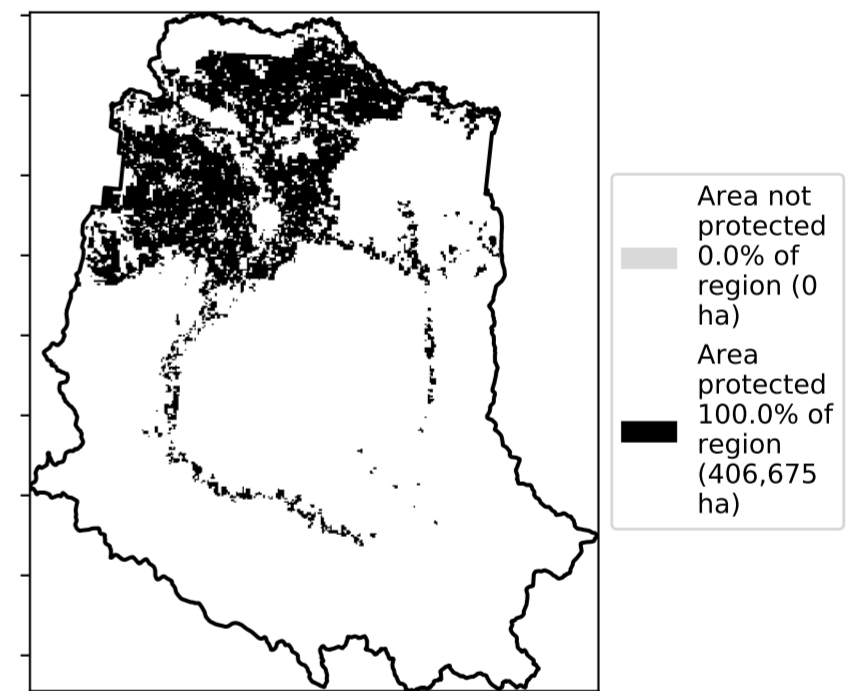 Area not
protected
0.0% of
region (0
ha)
Area
protected
100.0% of
region
(406,675
ha)